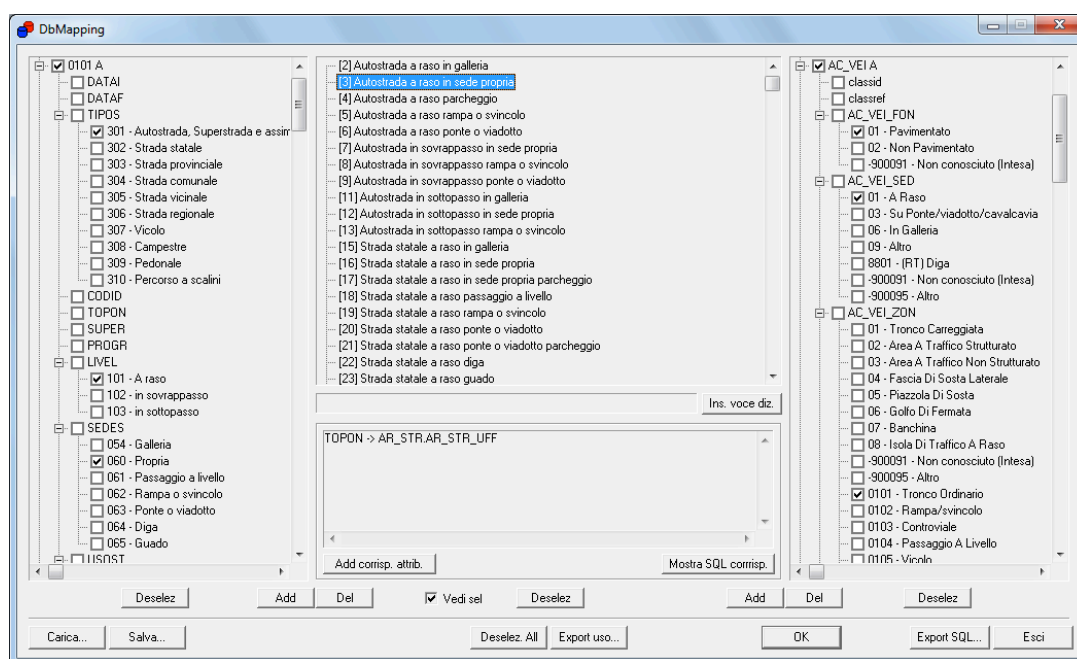 DbMapping
0101 A
DATAI
DATAF
TIPOS
301 - Autostrada, Superstrada e assim
302 - Strada statale
303 - Strada provinciale
304 - Strada comunale
305 - Strada vicinale
306 - Strada regionale
307 - Vicolo
308 - Campestre
309 - Pedonale
310 - Percorso a scalini
CODID
TOPON
SUPER
PROGR
LIVEL
101 - A raso
102 - in sovrappasso
103 - in sottopasso
SEDES
054 - Galleria
060 - Propria
061 - Passaggio a livello
062 - Rampa o svincolo
063 - Ponte o viadotto
064 - Diga
065 - Guado
USOST
[2] Autostrada a raso in galleria
[3] Autostrada a raso in sede propria
[4] Autostrada a raso parcheggio
[5] Autostrada a raso rampa o svincolo
[6] Autostrada a raso ponte o viadotto
[7] Autostrada in sovrappasso in sede propria
[8] Autostrada in sovrappasso rampa o svincolo
[9] Autostrada in sovrappasso ponte o viadotto
[11] Autostrada in sottopasso in galleria
[12] Autostrada in sottopasso in sede propria
[13] Autostrada in sottopasso rampa o svincolo
[15] Strada statale a raso in galleria
[16] Strada statale a raso in sede propria
[17] Strada statale a raso in sede propria parcheggio
[18] Strada statale a raso passaggio a livello
[19] Strada statale a raso rampa o svincolo
[20] Strada statale a raso ponte o viadotto
[21] Strada statale a raso ponte o viadotto parcheggio
[22] Strada statale a raso diga
[23] Strada statale a raso guado
Ins. voce diz.
TOPON -> AR_STR.AR_STR_UFF
Add corrisp. attrib.
Mostra SQL corrrisp.
AC_VEI A
classid
classref
AC_VEI_FON
01 - Pavimentato
02 - Non Pavimentato
-900091 - Non conosciuto (Intesa)
AC_VEI_SED
01 - A Raso
03 - Su Ponte/viadotto/cavalcavia
06 - In Galleria
09 - Altro
8801 - (RT) Diga
-900091 - Non conosciuto (Intesa)
-900095 - Altro
AC_VEI_ZON
01 - Tronco Carreggiata
02 - Area A Traffico Strutturato
03 - Area A Traffico Non Strutturato
04 - Fascia Di Sosta Laterale
05 - Piazzola Di Sosta
06 - Golfo Di Fermata
07 - Banchina
08 - Isola Di Traffico A Raso
-900091 - Non conosciuto (Intesa)
-900095 - Altro
0101 - Tronco Ordinario
0102 - Rampa/svincolo
0103 - Controviale
0104 - Passaggio A Livello
0105 - Vicolo
Deselez Add Del Vedi sel Deselez Add Del Deselez
Carica... Salva... Deselez. All Export uso... OK Export SQL... Esci